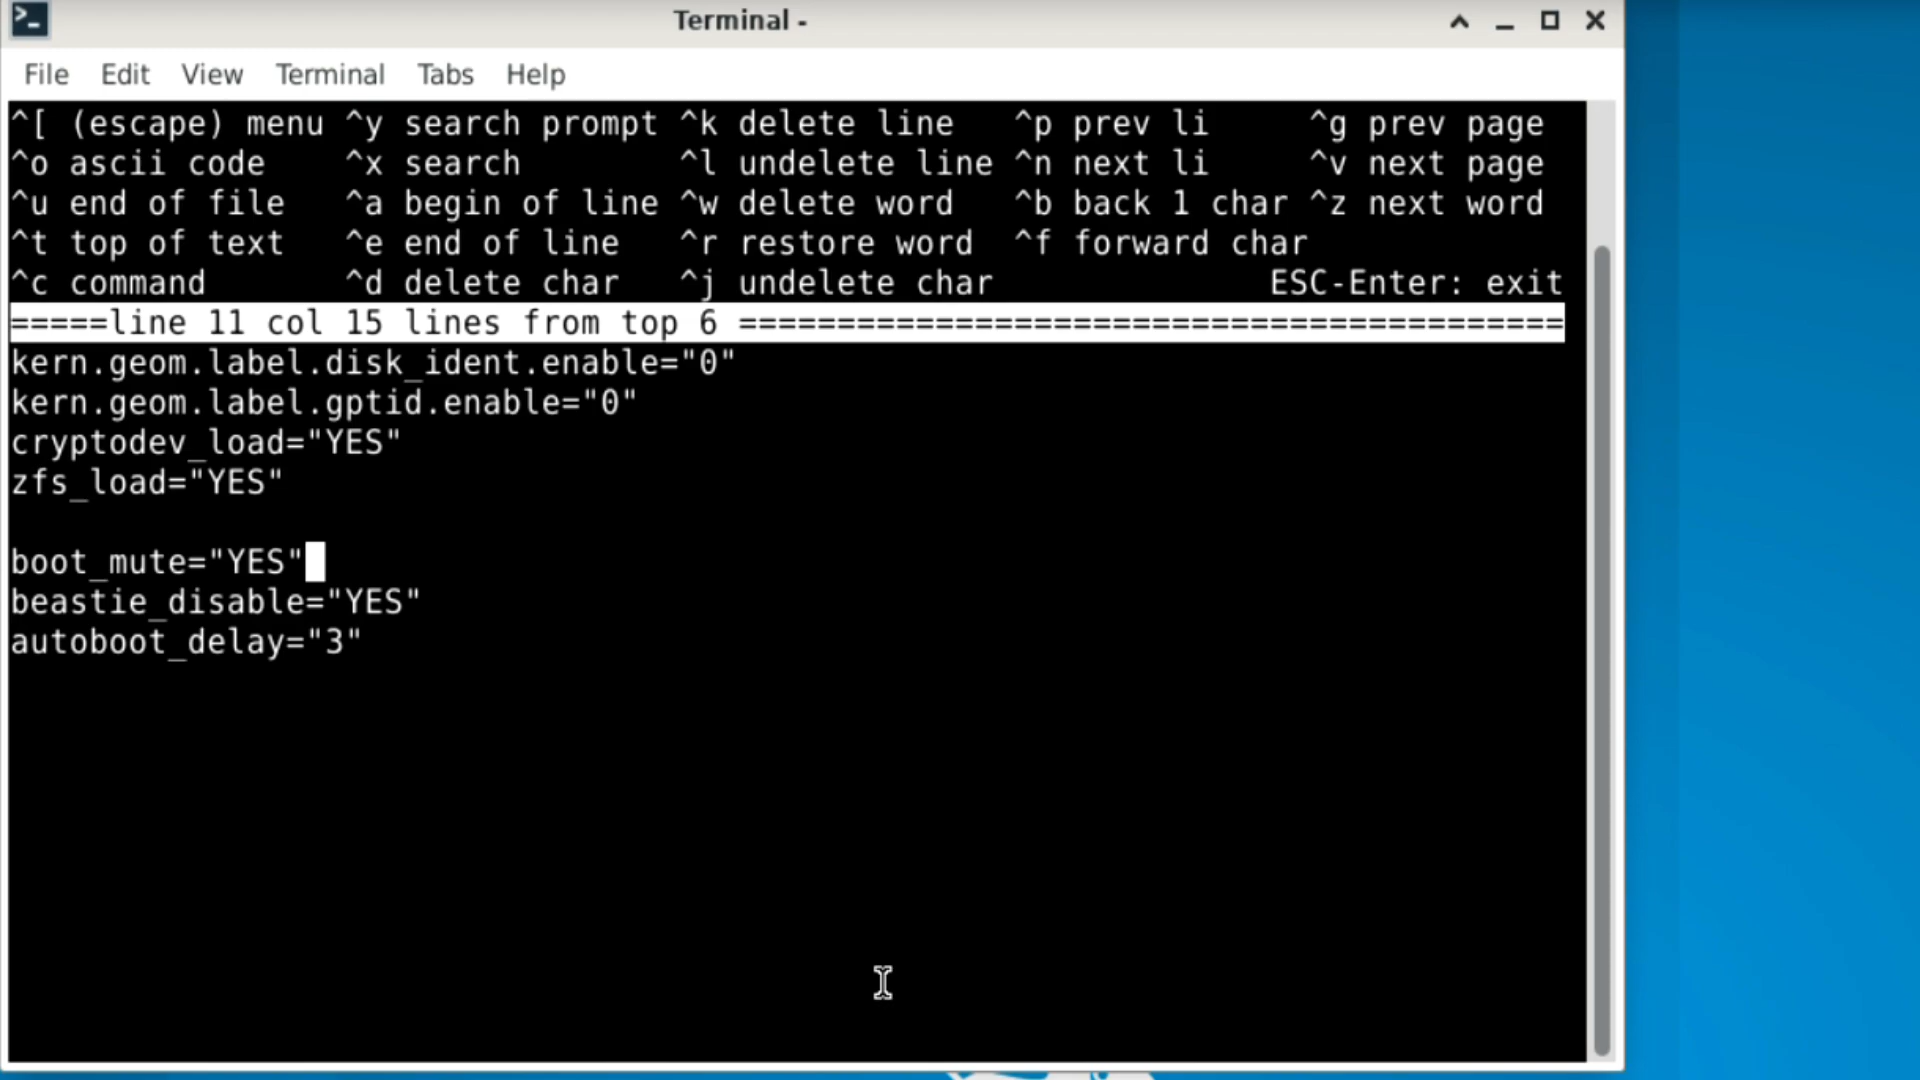 Terminal -
File Edit View Terminal Tabs Help
^[ (escape) menu ^y search prompt ^k delete line ^p prev li ^g prev page
^o ascii code ^x search ^l undelete line ^n next li ^v next page
^u end of file ^a begin of line ^w delete word ^b back 1 char ^z next word
^t top of text ^e end of line ^r restore word ^f forward char
^c command ^d delete char ^j undelete char ESC-Enter: exit
=====line 11 col 15 lines from top 6 ==========================================
kern.geom.label.disk_ident.enable="0"
kern.geom.label.gptid.enable="0"
cryptodev_load="YES"
zfs_load="YES"
boot_mute="YES"
beastie_disable="YES"
autoboot_delay="3"